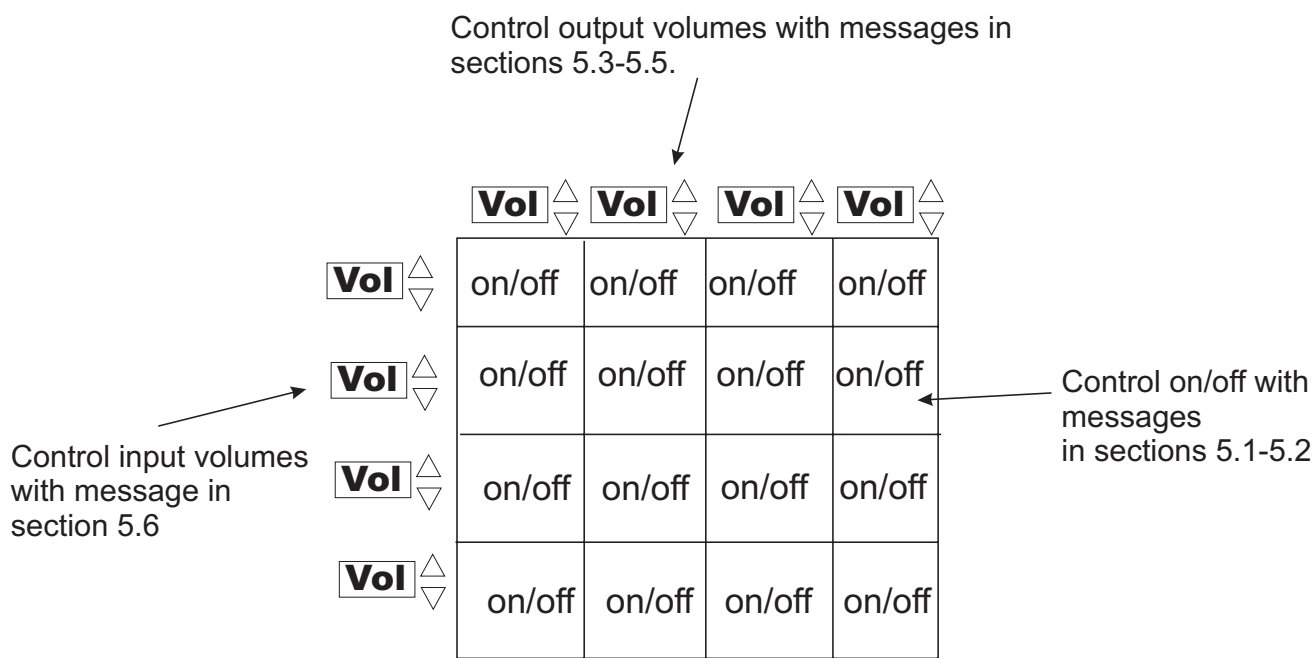 Control output volumes with messages in
sections 5.3-5.5.
Vol Vol Vol Vol
Vol on/off on/off on/off on/off
Vol on/off on/off on/off on/off
Control on/off with
messages
in sections 5.1-5.2
Control input volumes
with message in
section 5.6
Vol on/off on/off on/off on/off
Vol on/off on/off on/off on/off